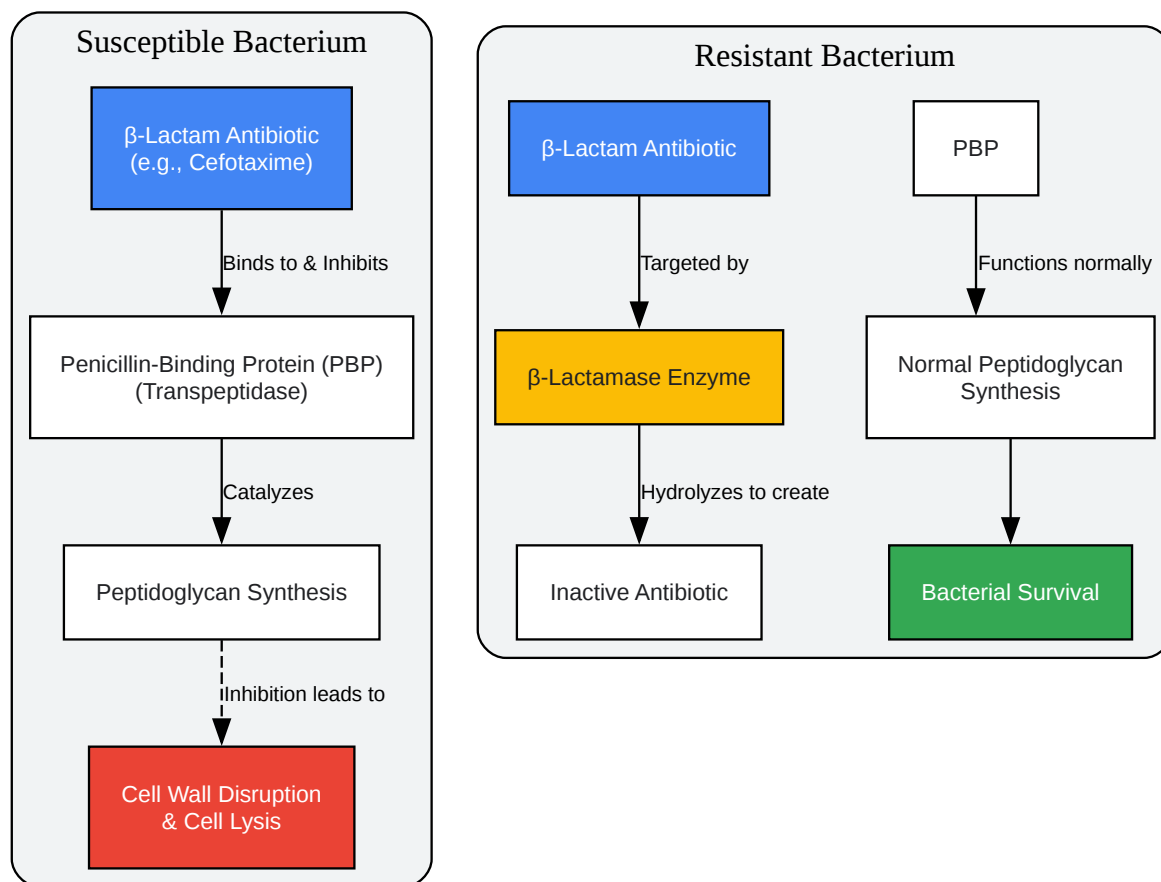 Susceptible Bacterium
β-Lactam Antibiotic
(e.g., Cefotaxime)
Binds to & Inhibits
Penicillin-Binding Protein (PBP)
(Transpeptidase)
Catalyzes
Peptidoglycan Synthesis
Inhibition leads to
Cell Wall Disruption
& Cell Lysis
Resistant Bacterium
β-Lactam Antibiotic
Targeted by
β-Lactamase Enzyme
Hydrolyzes to create
Inactive Antibiotic
PBP
Functions normally
Normal Peptidoglycan
Synthesis
Bacterial Survival